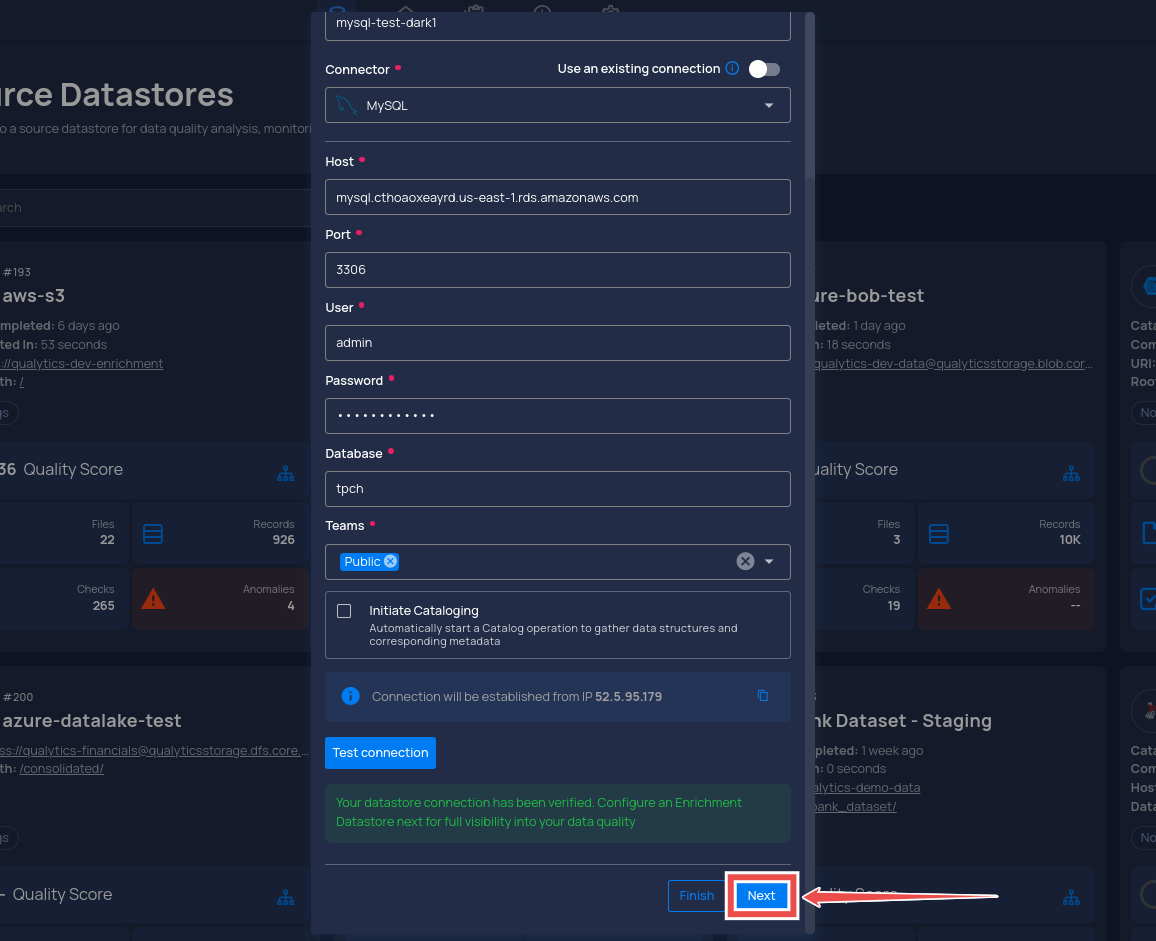 mysql-test-dark1
Connector
Use an existing connection
MySQL
Host
mysql.cthoaoxeayrd.us-east-1.rds.amazonaws.com
Port
3306
User
admin
Password
••••••••••••
Database
tpch
Teams
Public
Initiate Cataloging
Automatically start a Catalog operation to gather data structures and
corresponding metadata
Connection will be established from IP 52.5.95.179
Test connection
Your datastore connection has been verified. Configure an Enrichment
Datastore next for full visibility into your data quality
Finish
Next
rce Datastores
o a source datastore for data quality analysis, monitori
arch
#193
aws-s3
mpleted: 6 days ago
ted In: 53 seconds
://qualytics-dev-enrichment
th: /
gs
36 Quality Score
Files
22
Records
926
Checks
265
Anomalies
4
ure-bob-test
leted: 1 day ago
n: 18 seconds
qualytics-dev-data@qualyticsstorage.blob.cor...
uality Score
Files
3
Records
10K
Checks
19
Anomalies
--
Cata
Com
URI:
Root
No
#200
azure-datalake-test
ss://qualytics-financials@qualyticsstorage.dfs.core....
th: /consolidated/
gs
– Quality Score
nk Dataset - Staging
pleted: 1 week ago
n: 0 seconds
alytics-demo-data
bank_dataset/
Quality Score
Cata
Com
Host
Data
No